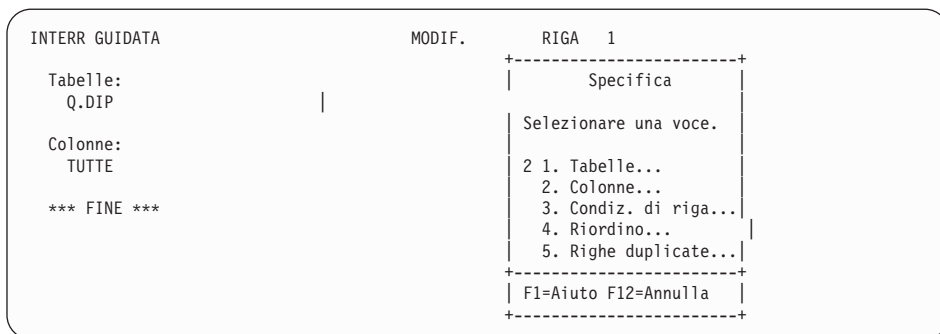 INTERR GUIDATA MODIF. RIGA 1
+-------------------------+
Tabelle: | Specifica |
Q.DIP | |
| Selezionare una voce. |
Colonne: | |
TUTTE | 2 1. Tabelle... |
| 2. Colonne... |
*** FINE *** | 3. Condiz. di riga...|
| 4. Riordino... |
| 5. Righe duplicate...|
+-------------------------+
| F1=Aiuto F12=Annulla |
+-------------------------+